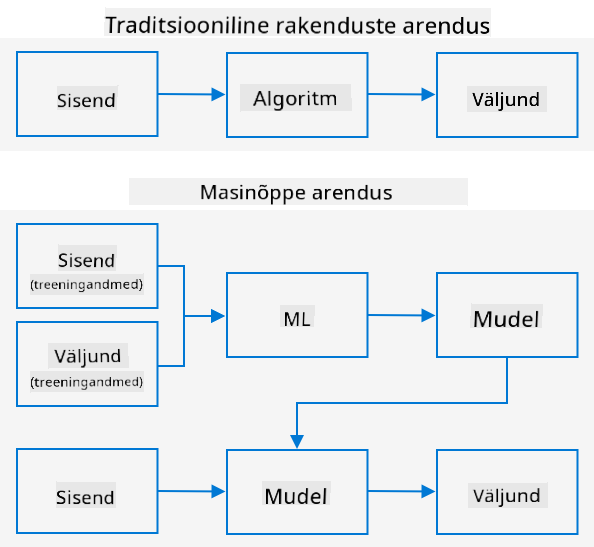 Traditsiooniline rakenduste arendus
Sisend
Algoritm
Väljund
Masinõppe arendus
Sisend
(treeningandmed)
Väljund
(treeningandmed)
ML
Mudel
Sisend
Mudel
Väljund